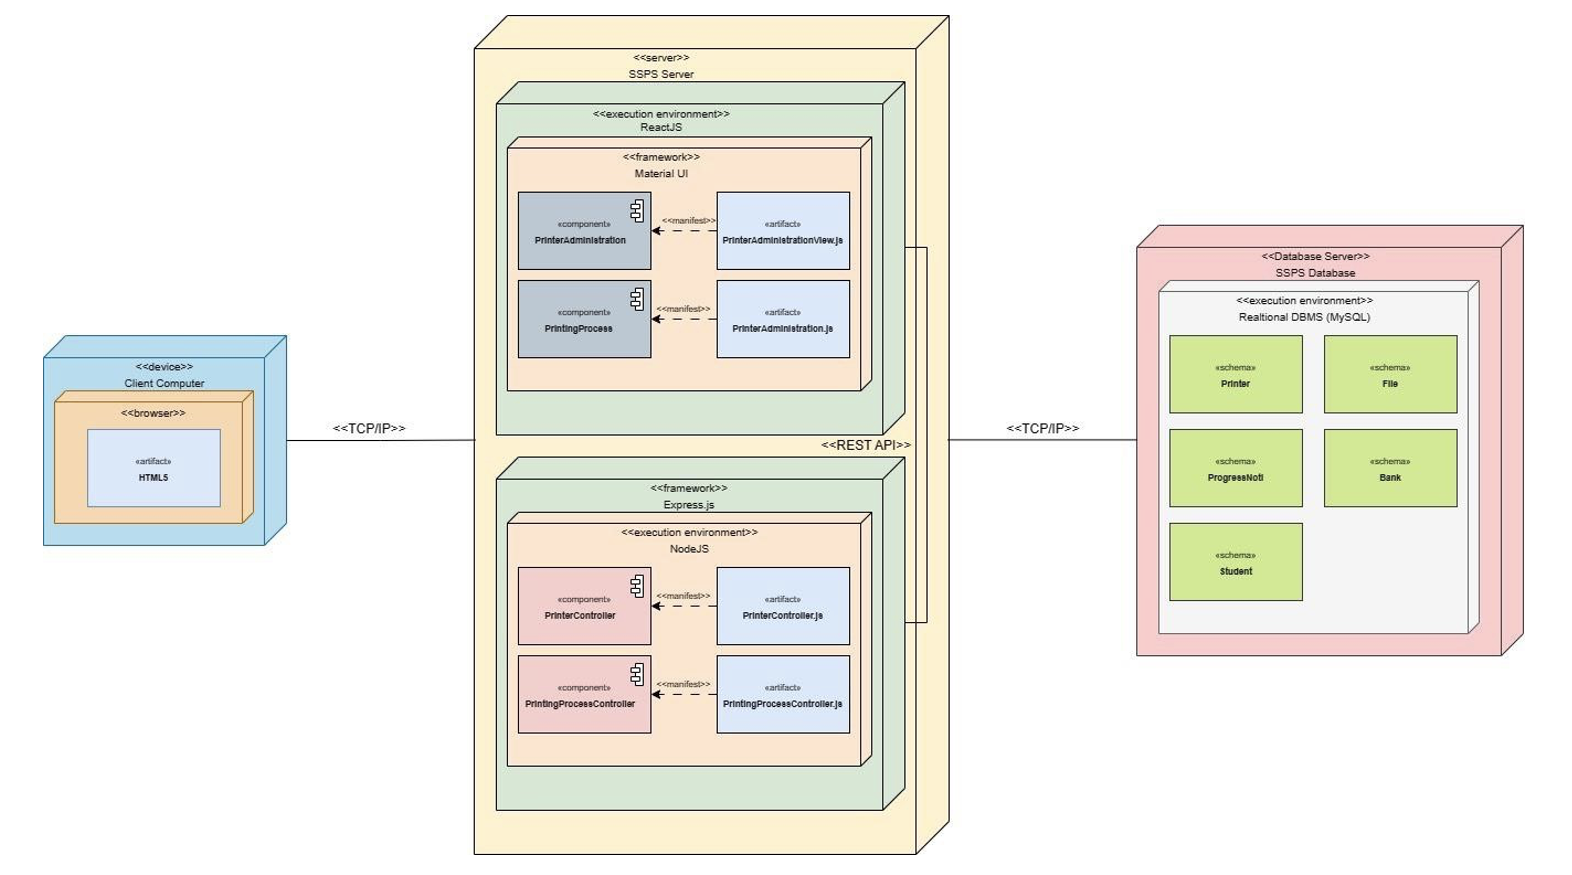 <<server>>
SSPS Server
<<execution environment>>
ReactJS
<<framework>>
Material UI
«component»
PrinterAdministration
<<manifest>>
«artifact»
PrinterAdministrationView.js
«component»
PrintingProcess
<<manifest>>
«artifact»
PrinterAdministration.js
<<REST API>>
<<framework>>
Express.js
<<execution environment>>
NodeJS
«component»
PrinterController
<<manifest>>
«artifact»
PrinterController.js
«component»
PrintingProcessController
<<manifest>>
«artifact»
PrintingProcessController.js
<<device>>
Client Computer
<<browser>>
«artifact»
HTML5
<<TCP/IP>>
<<TCP/IP>>
<<Database Server>>
SSPS Database
<<execution environment>>
Realtional DBMS (MySQL)
«schema»
Printer
«schema»
File
«schema»
ProgressNoti
«schema»
Bank
«schema»
Student